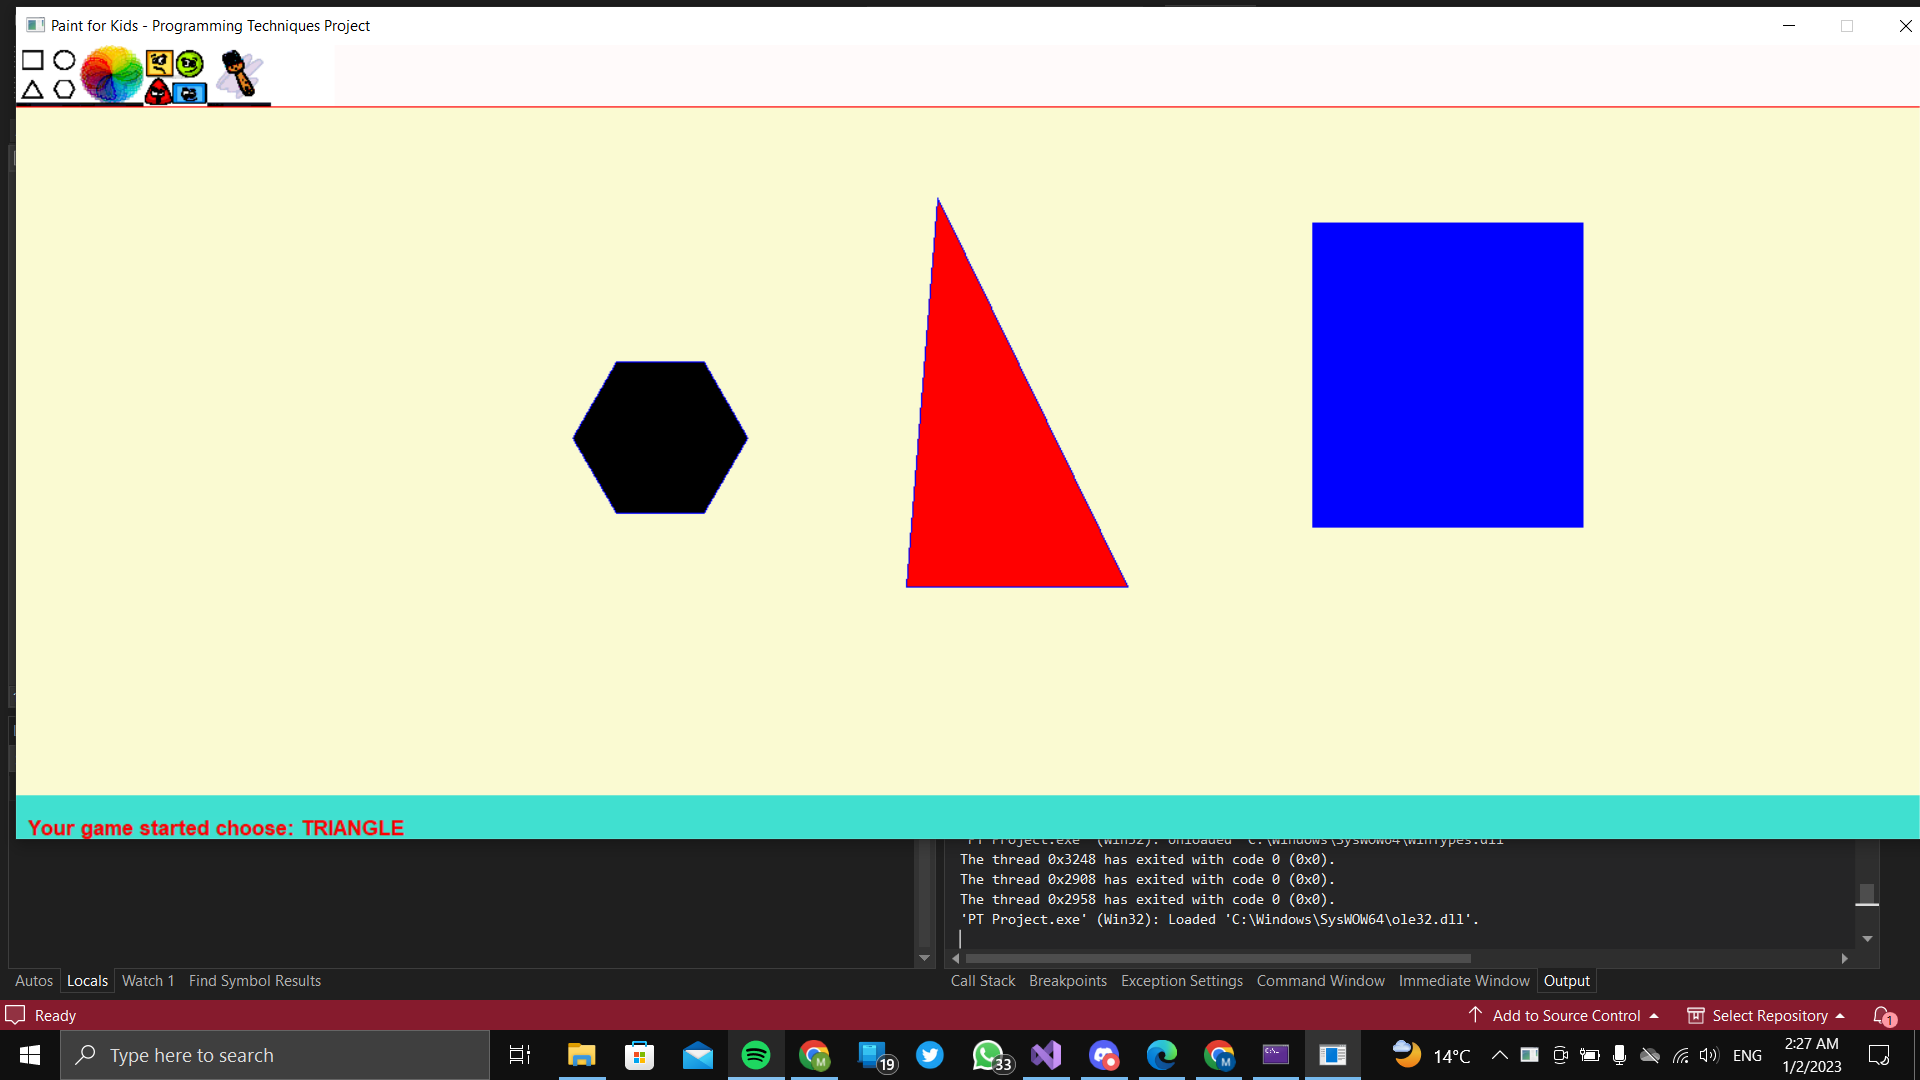 Paint for Kids - Programming Techniques Project
Your game started choose: TRIANGLE
'PT Project.exe' (Win32): Unloaded 'C:\Windows\SysWOW64\WinTypes.dll'
The thread 0x3248 has exited with code 0 (0x0).
The thread 0x2908 has exited with code 0 (0x0).
The thread 0x2958 has exited with code 0 (0x0).
'PT Project.exe' (Win32): Loaded 'C:\Windows\SysWOW64\ole32.dll'.
Autos Locals Watch 1 Find Symbol Results
Call Stack Breakpoints Exception Settings Command Window Immediate Window Output
Ready
Add to Source Control
Select Repository
1
Type here to search
19
33
14°C
ENG
2:27 AM
1/2/2023